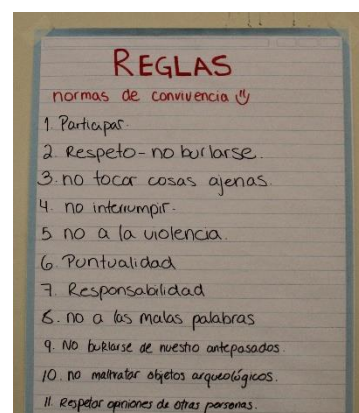 REGLAS
normas de convivencia
1. Participar.
2. Respeto-no burlarse.
3. no tocar cosas ajenas.
4. no interrumpir.
5 no a la violencia.
6. Puntualidad
7. Responsabilidad
8. no a las malas palabras
9. No burlarse de nuestro antepasados.
10. no maltratar objetos arqueológicos.
11. Respetar opniones de otras personas.